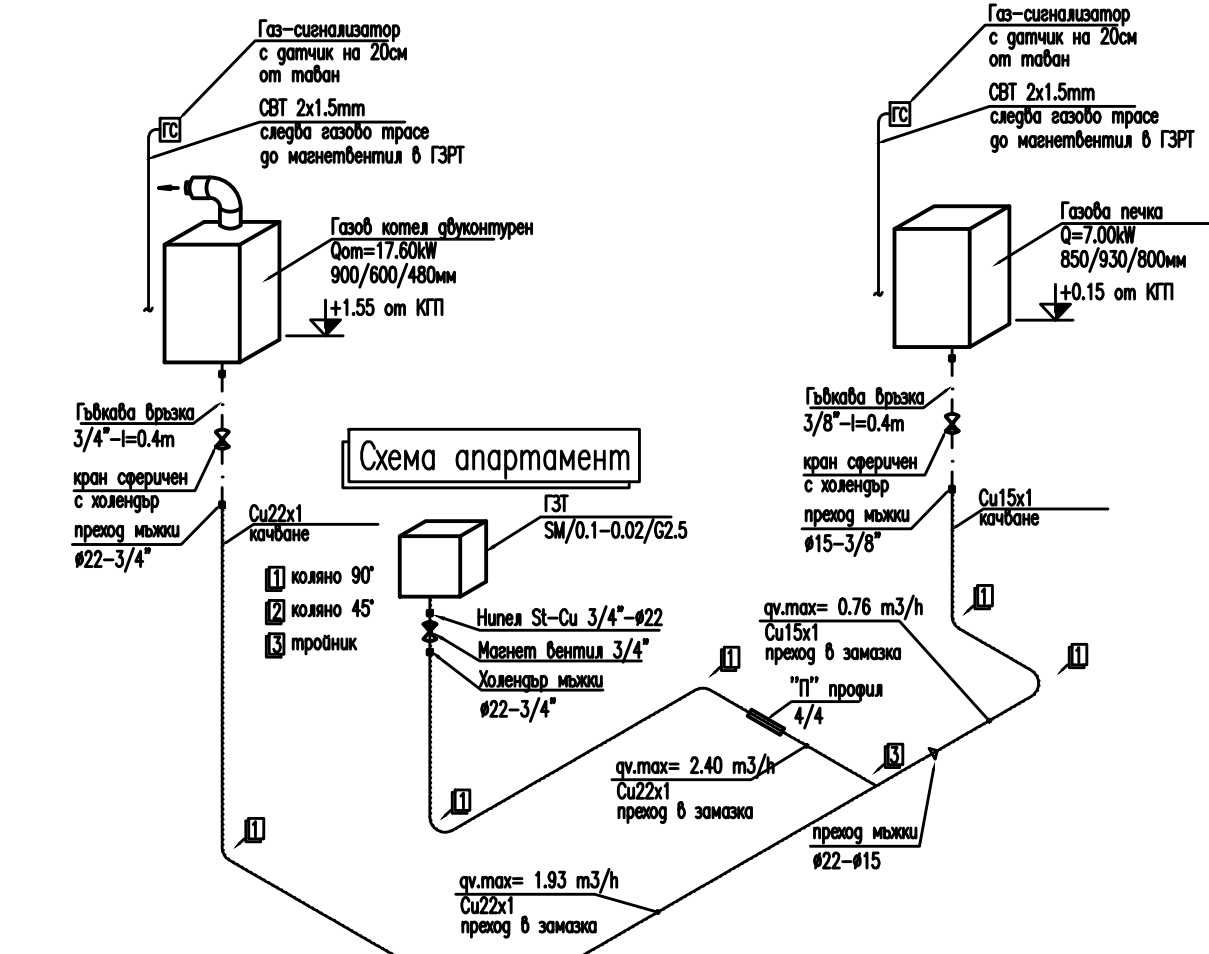 Газ-сигнализатор
с датчик на 20см
от таван
СВТ 2x1.5mm
следва газово трасе
до магнетвентил в ГЗРТ
ГС
Газов котел двуконтурен
Qот=17.60kW
900/600/480мм
+1.55 от КГП
Гъвкава връзка
3/4"-l=0.4m
кран сферичен
с холендър
преход мъжки
ø22-3/4"
Cu22x1
качване
Газ-сигнализатор
с датчик на 20см
от таван
СВТ 2x1.5mm
следва газово трасе
до магнетвентил в ГЗРТ
ГС
Газова печка
Q=7.00kW
850/930/800мм
+0.15 от КГП
Гъвкава връзка
3/8"-l=0.4m
кран сферичен
с холендър
преход мъжки
ø15-3/8"
Cu15x1
качване
Схема апартамент
ГЗТ
SM/0.1-0.02/G2.5
1 коляно 90°
2 коляно 45°
3 тройник
Нипел St-Cu 3/4"-ø22
Магнет вентил 3/4"
Холендър мъжки
ø22-3/4"
1
1
1
1
1
3
"П" профил
4/4
qv.max= 0.76 m3/h
Cu15x1
преход в замазка
qv.max= 2.40 m3/h
Cu22x1
преход в замазка
преход мъжки
ø22-ø15
qv.max= 1.93 m3/h
Cu22x1
преход в замазка